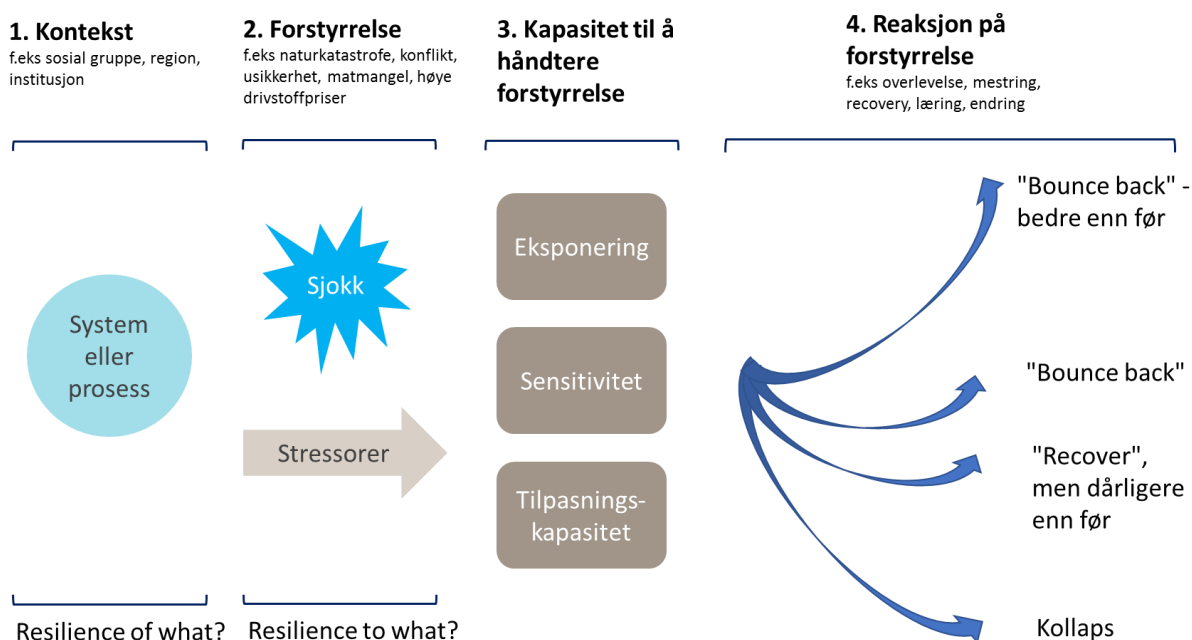 1. Kontekst
f.eks sosial gruppe, region,
institusjon
2. Forstyrrelse
f.eks naturkatastrofe, konflikt,
usikkerhet, matmangel, høye
drivstoffpriser
3. Kapasitet til å
håndtere
forstyrrelse
4. Reaksjon på
forstyrrelse
f.eks overlevelse, mestring,
recovery, læring, endring
System
eller
prosess
Sjokk
Stressorer
Eksponering
Sensitivitet
Tilpasnings-
kapasitet
"Bounce back" -
bedre enn før
"Bounce back"
"Recover",
men dårligere
enn før
Kollaps
Resilience of what?
Resilience to what?